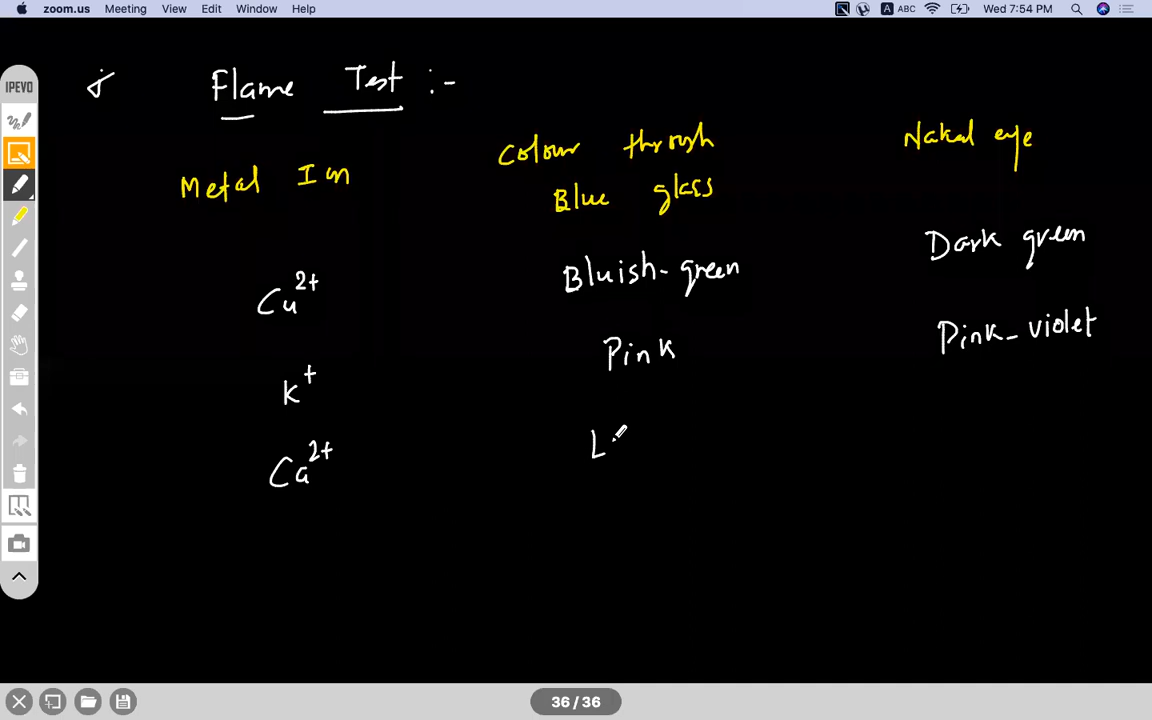 zoom.us Meeting View Edit Window Help
A ABC Wed 7:54 PM
IPEVO
Flame Test :-
Metal Ion
Colour through
Blue glass
Naked eye
Cu2+ Bluish-green Dark green
K+ Pink Pink-violet
Ca2+ L
36 / 36